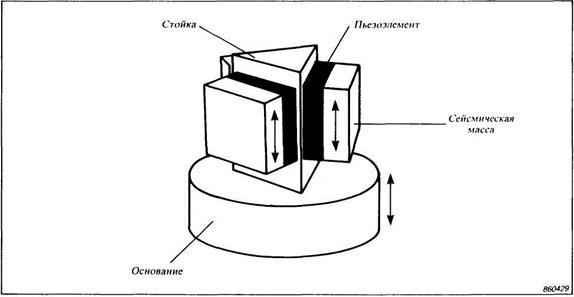 Стойка
Пьезоэлемент
Сейсмическая
масса
Основание
860429